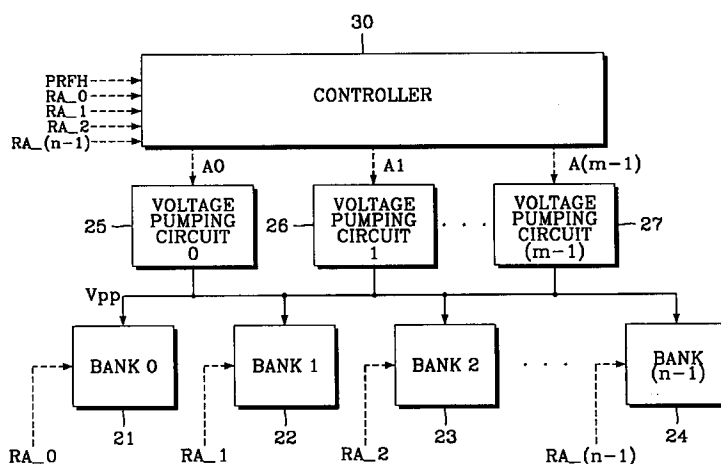 30
CONTROLLER
PRFH
RA_0
RA_1
RA_2
RA_(n-1)
A0
A1
A(m-1)
25
VOLTAGE
PUMPING
CIRCUIT
0
26
VOLTAGE
PUMPING
CIRCUIT
1
. . .
VOLTAGE
PUMPING
CIRCUIT
(m-1)
27
Vpp
BANK 0
BANK 1
BANK 2
. . .
BANK
(n-1)
21
22
23
24
RA_0
RA_1
RA_2
RA_(n-1)